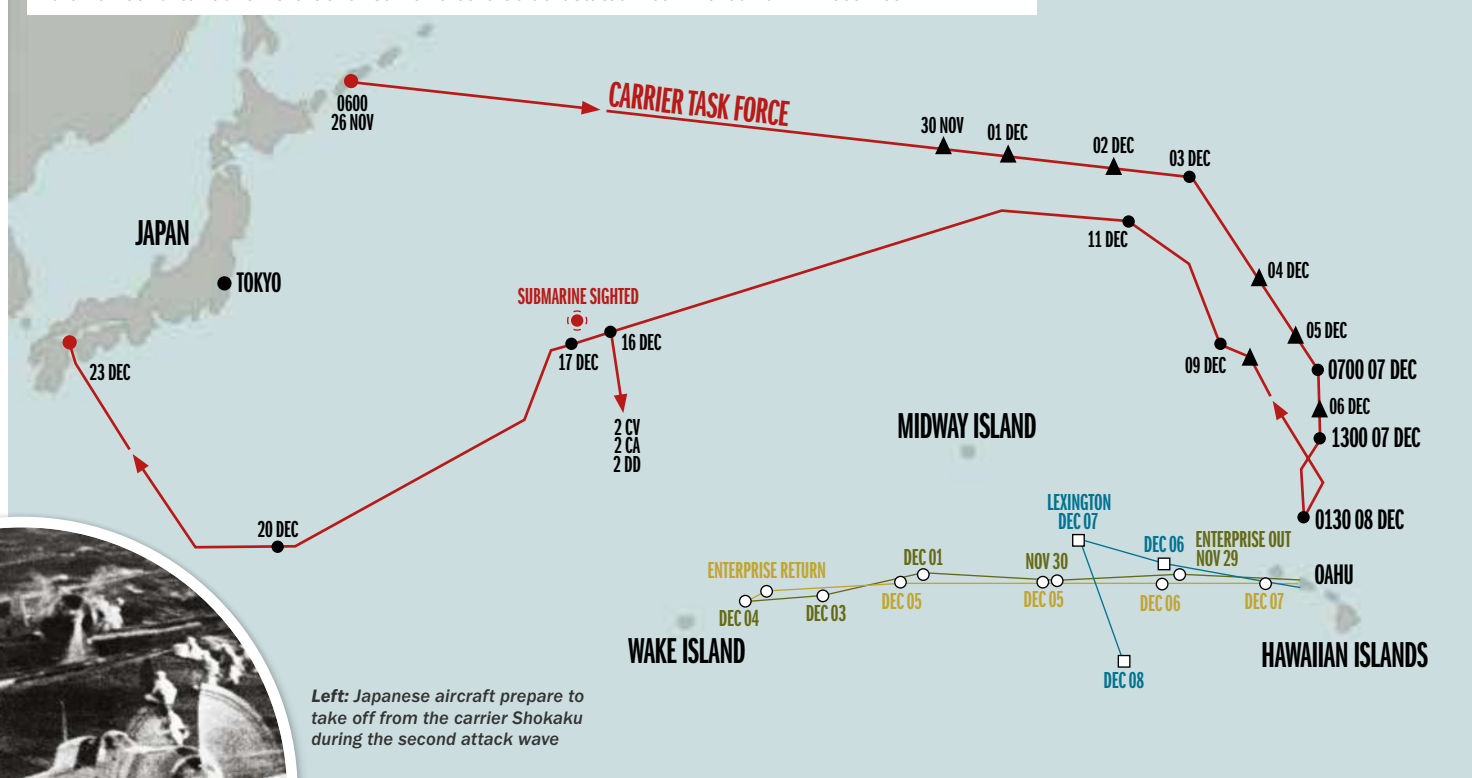 0600
26 NOV
CARRIER TASK FORCE
30 NOV
01 DEC
02 DEC
03 DEC
JAPAN
TOKYO
11 DEC
04 DEC
SUBMARINE SIGHTED
16 DEC
17 DEC
05 DEC
23 DEC
09 DEC
0700 07 DEC
06 DEC
2 CV
2 CA
2 DD
MIDWAY ISLAND
1300 07 DEC
LEXINGTON
DEC 07
0130 08 DEC
20 DEC
DEC 06
ENTERPRISE OUT
NOV 29
DEC 01
NOV 30
ENTERPRISE RETURN
OAHU
DEC 05
DEC 05
DEC 06
DEC 07
DEC 04
DEC 03
WAKE ISLAND
HAWAIIAN ISLANDS
DEC 08
Left: Japanese aircraft prepare to
take off from the carrier Shokaku
during the second attack wave